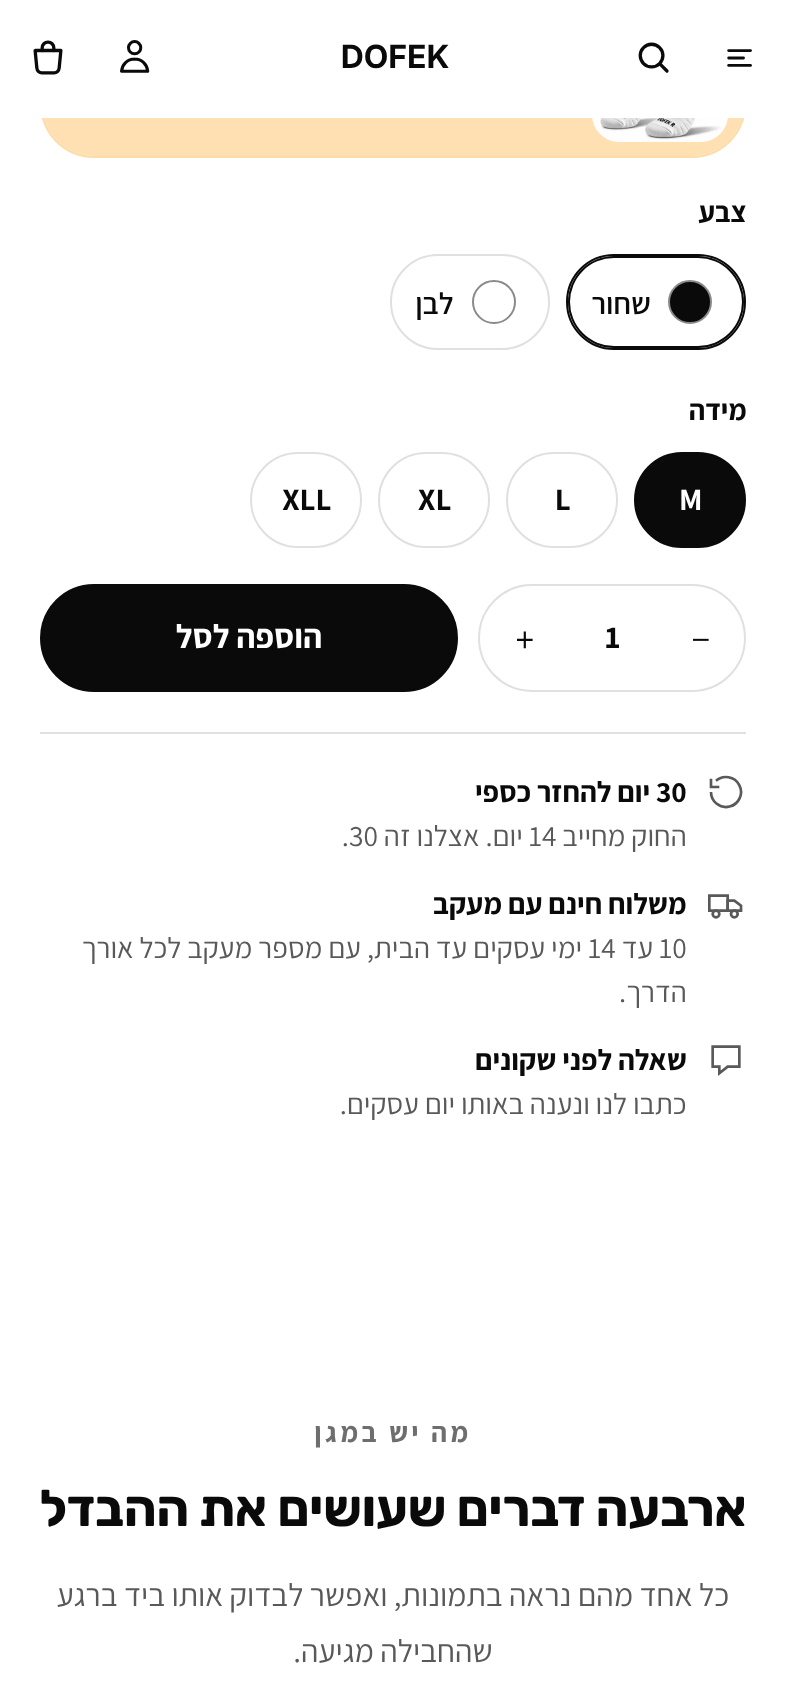 DOFEK
צבע
שחור
לבן
מידה
M
L
XL
XLL
− 1 +
הוספה לסל
30 יום להחזר כספי
החוק מחייב 14 יום. אצלנו זה 30.
משלוח חינם עם מעקב
10 עד 14 ימי עסקים עד הבית, עם מספר מעקב לכל אורך
הדרך.
שאלה לפני שקונים
כתבו לנו ונענה באותו יום עסקים.
מה יש במגן
ארבעה דברים שעושים את ההבדל
כל אחד מהם נראה בתמונות, ואפשר לבדוק אותו ביד ברגע
שהחבילה מגיעה.